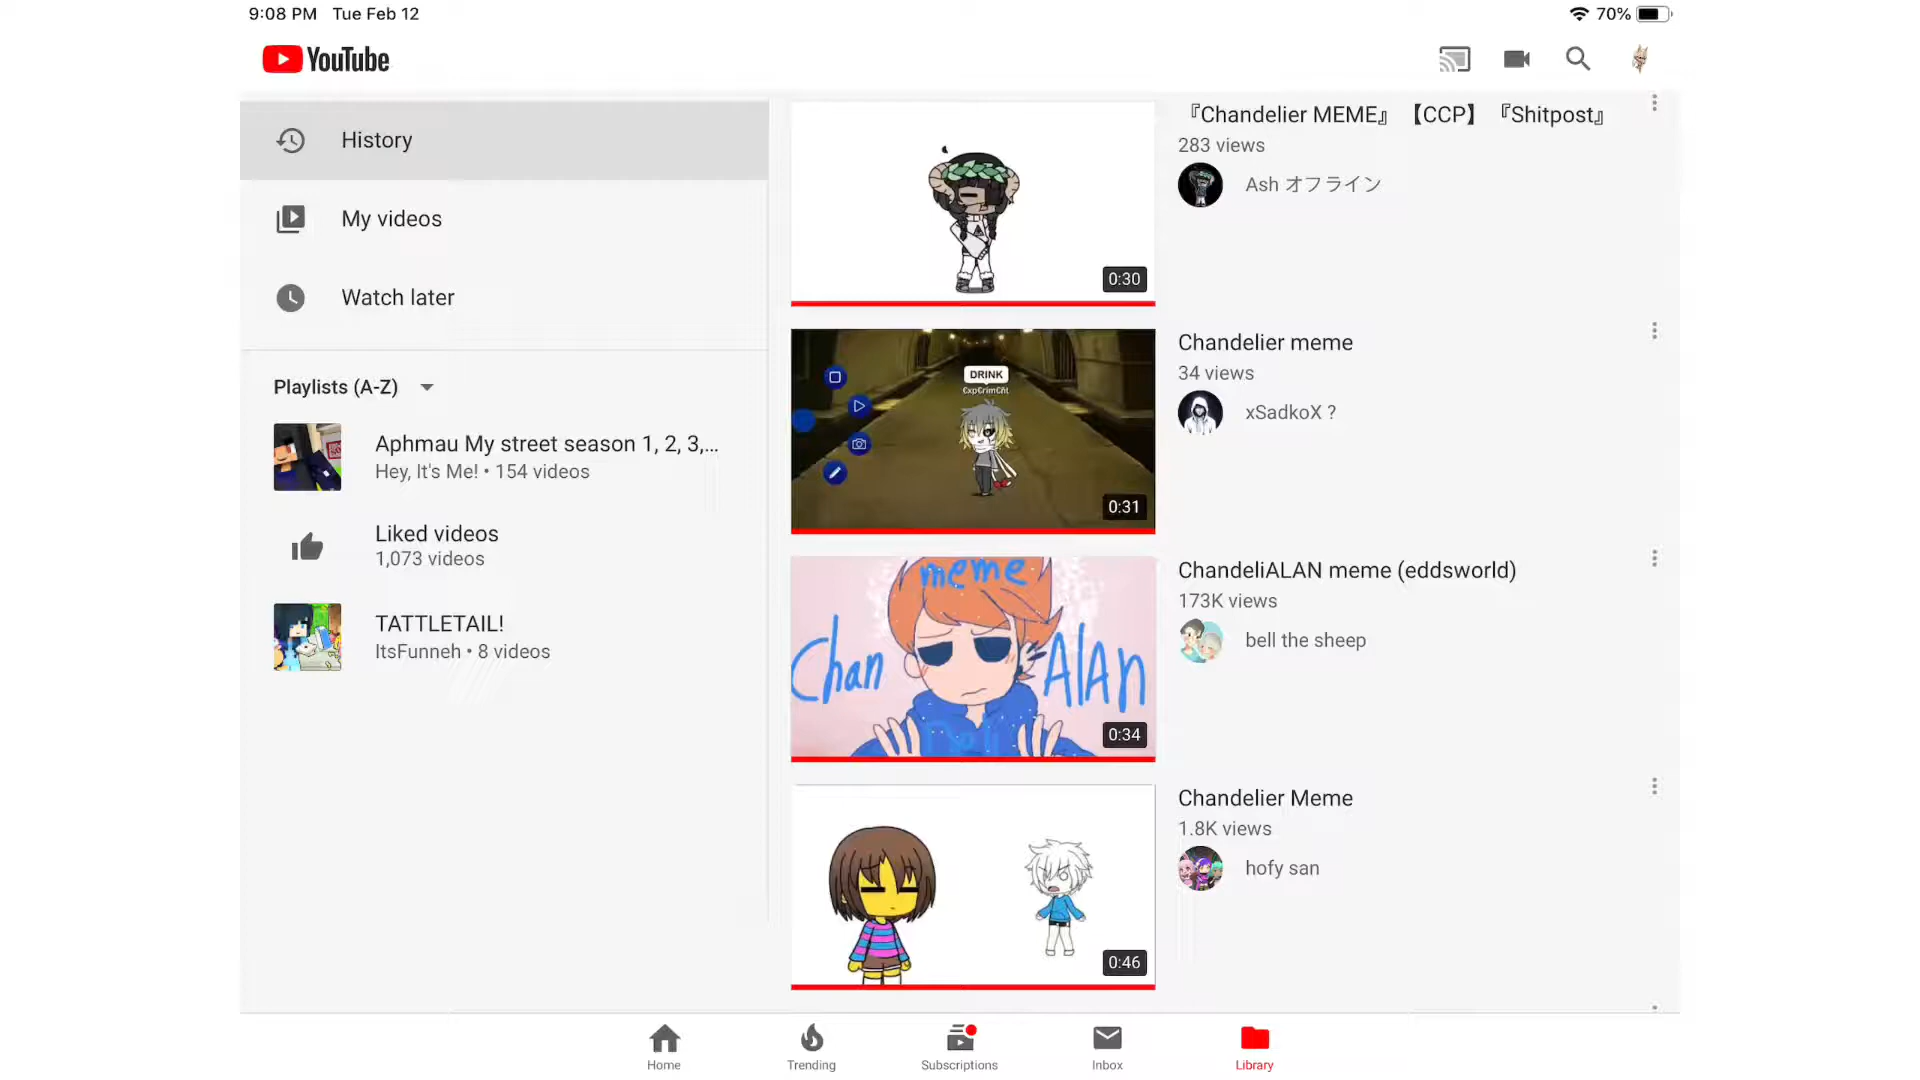 9:08 PM Tue Feb 12
70%
YouTube
History
My videos
Watch later
Playlists (A-Z)
Aphmau My street season 1, 2, 3,...
Hey, It's Me! • 154 videos
Liked videos
1,073 videos
TATTLETAIL!
ItsFunneh • 8 videos
0:30
『Chandelier MEME』 【CCP】 『Shitpost』
283 views
Ash オフライン
DRINK
ExpErimEñt
0:31
Chandelier meme
34 views
xSadkoX ?
meme
Chan
AlAn
Deli
0:34
ChandeliALAN meme (eddsworld)
173K views
bell the sheep
0:46
Chandelier Meme
1.8K views
hofy san
Home
Trending
Subscriptions
Inbox
Library